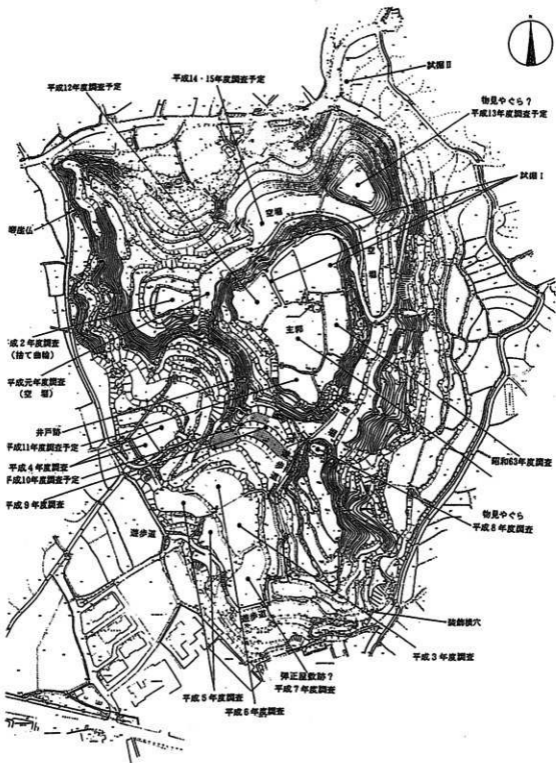 試掘Ⅱ
平成14・15年度調査予定
平成12年度調査予定
物見やぐら?
平成13年度調査予定
試掘Ⅰ
空堀
空堀
主郭
平成2年度調査
(捨て曲輪)
平成元年度調査
(空堀)
井戸跡
平成11年度調査予定
平成4年度調査
平成10年度調査予定
平成9年度調査
空堀
昭和63年度調査
物見やぐら
平成8年度調査
遊歩道
遊歩道
装飾横穴
平成3年度調査
弾正屋敷跡?
平成7年度調査
平成5年度調査
平成6年度調査